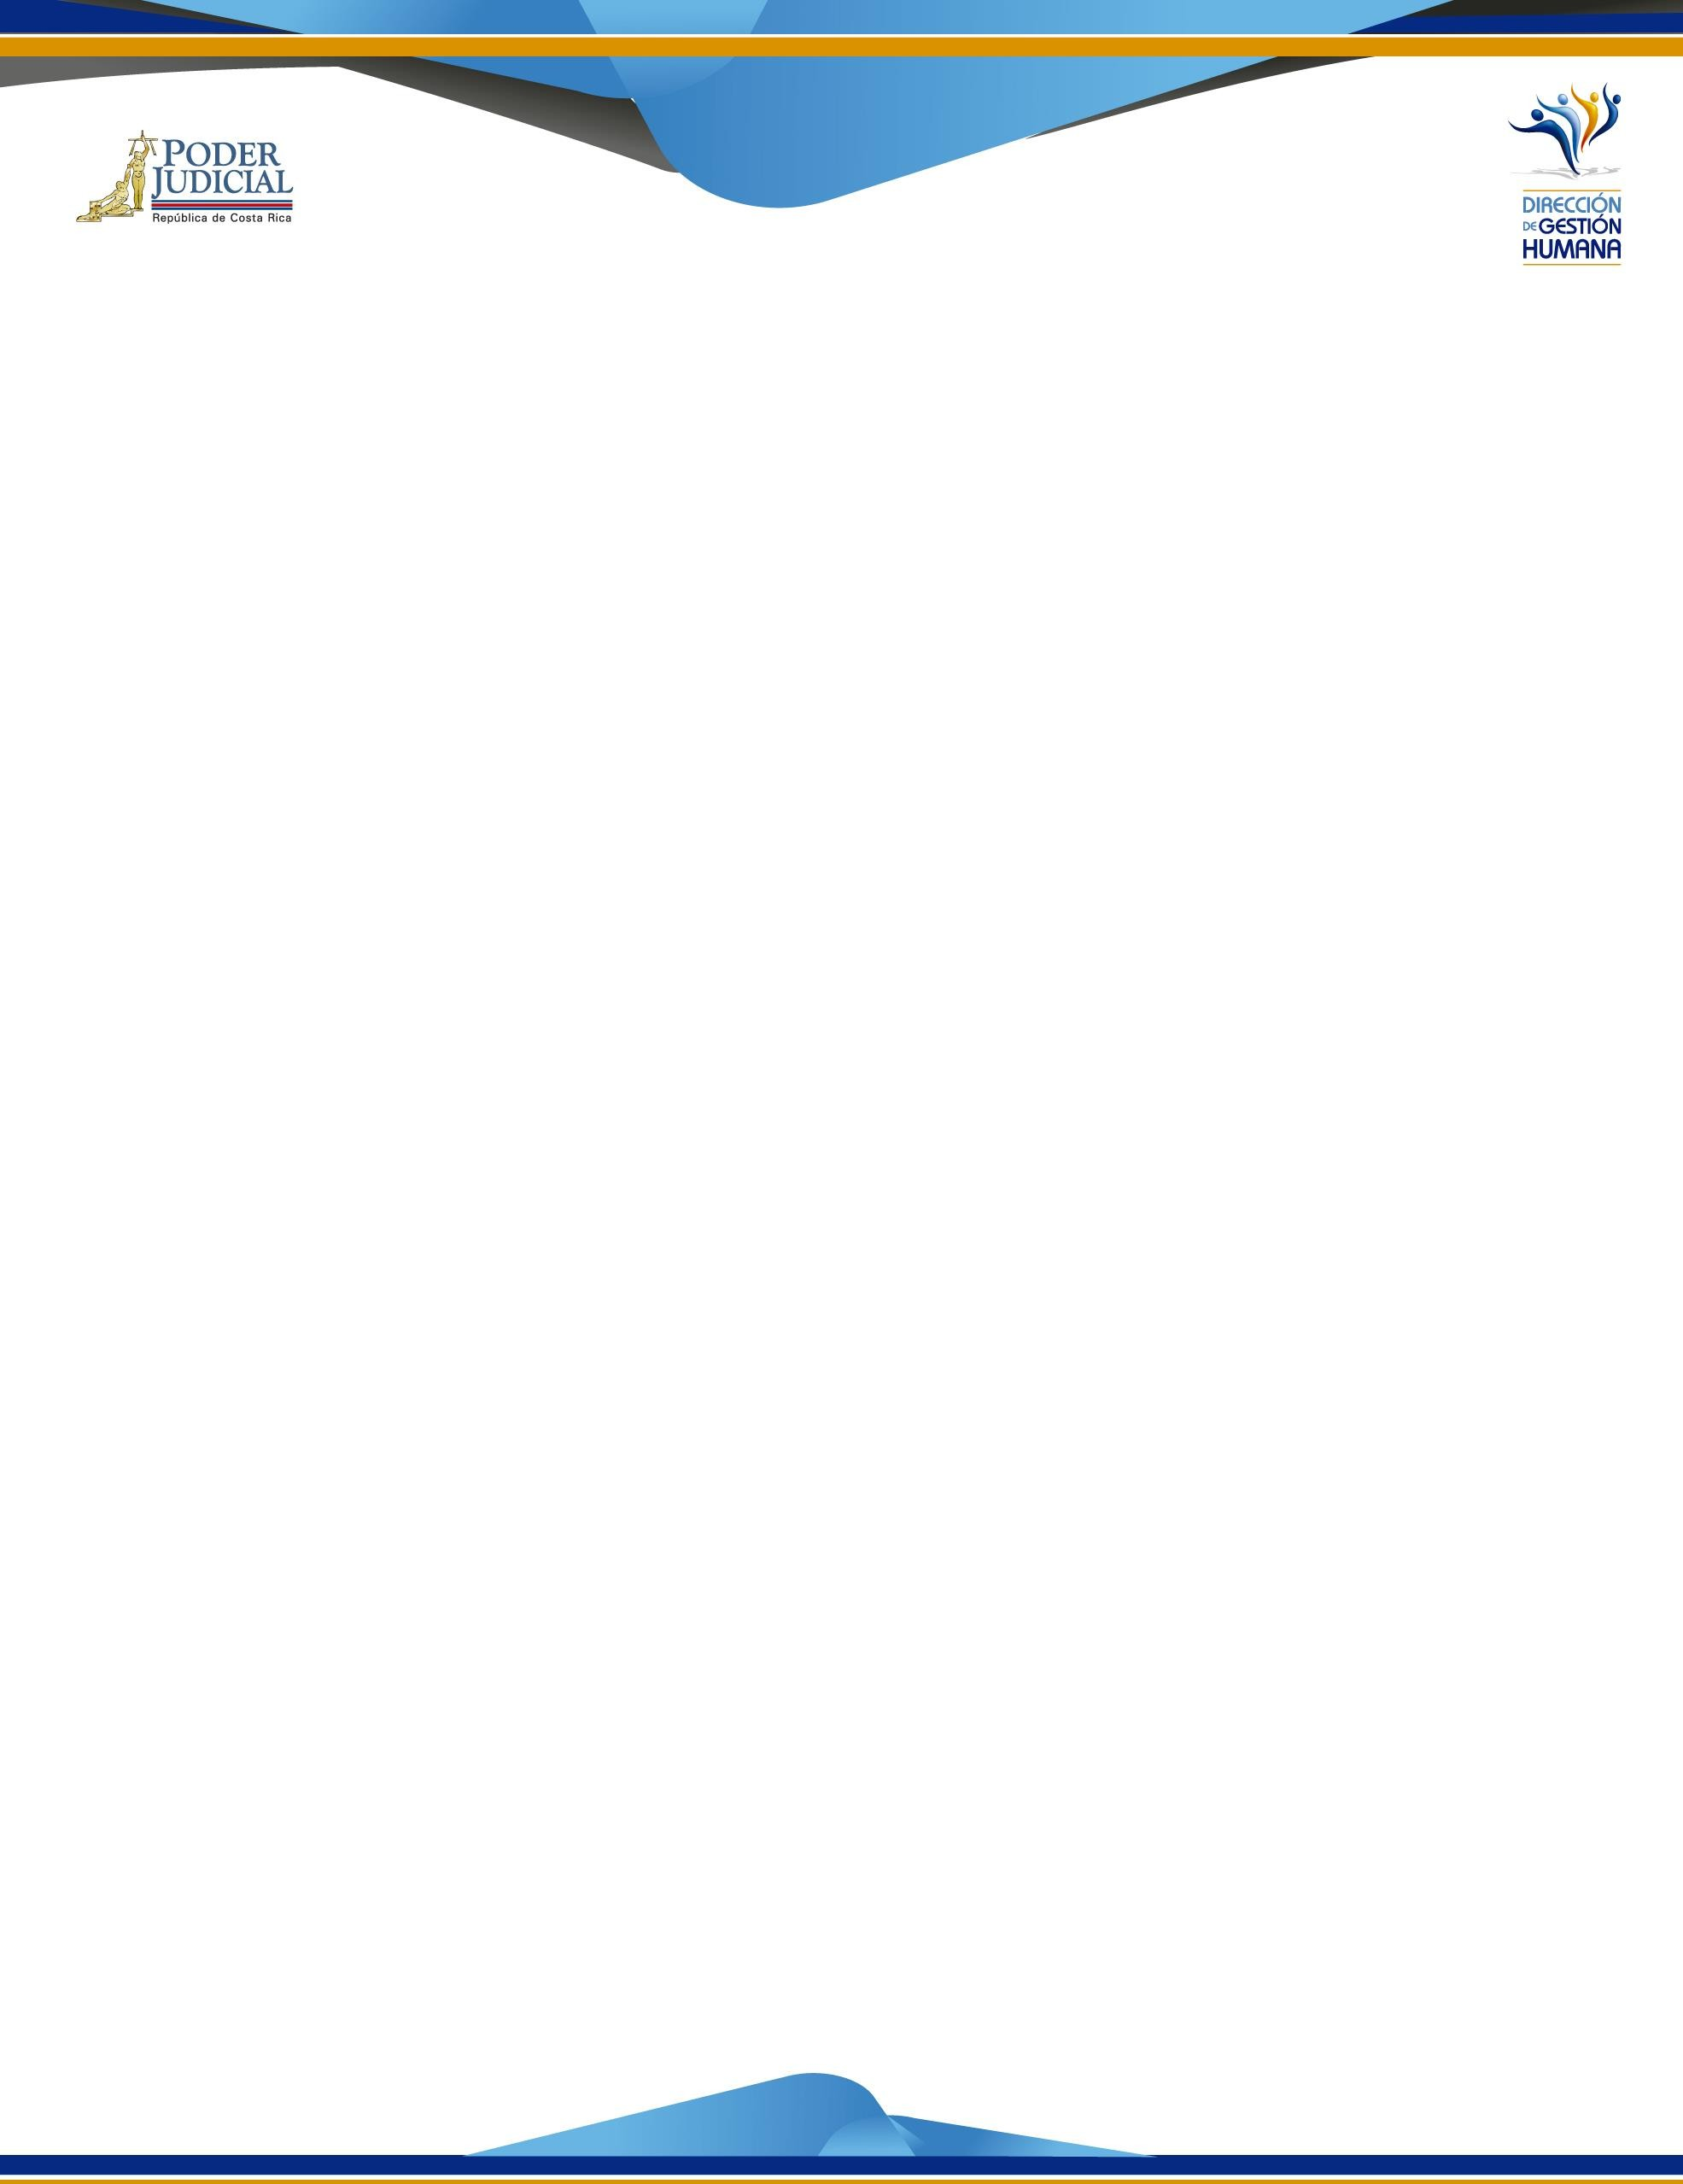 PODER
JUDICIAL
República de Costa Rica
DIRECCIÓN
DE GESTIÓN
HUMANA